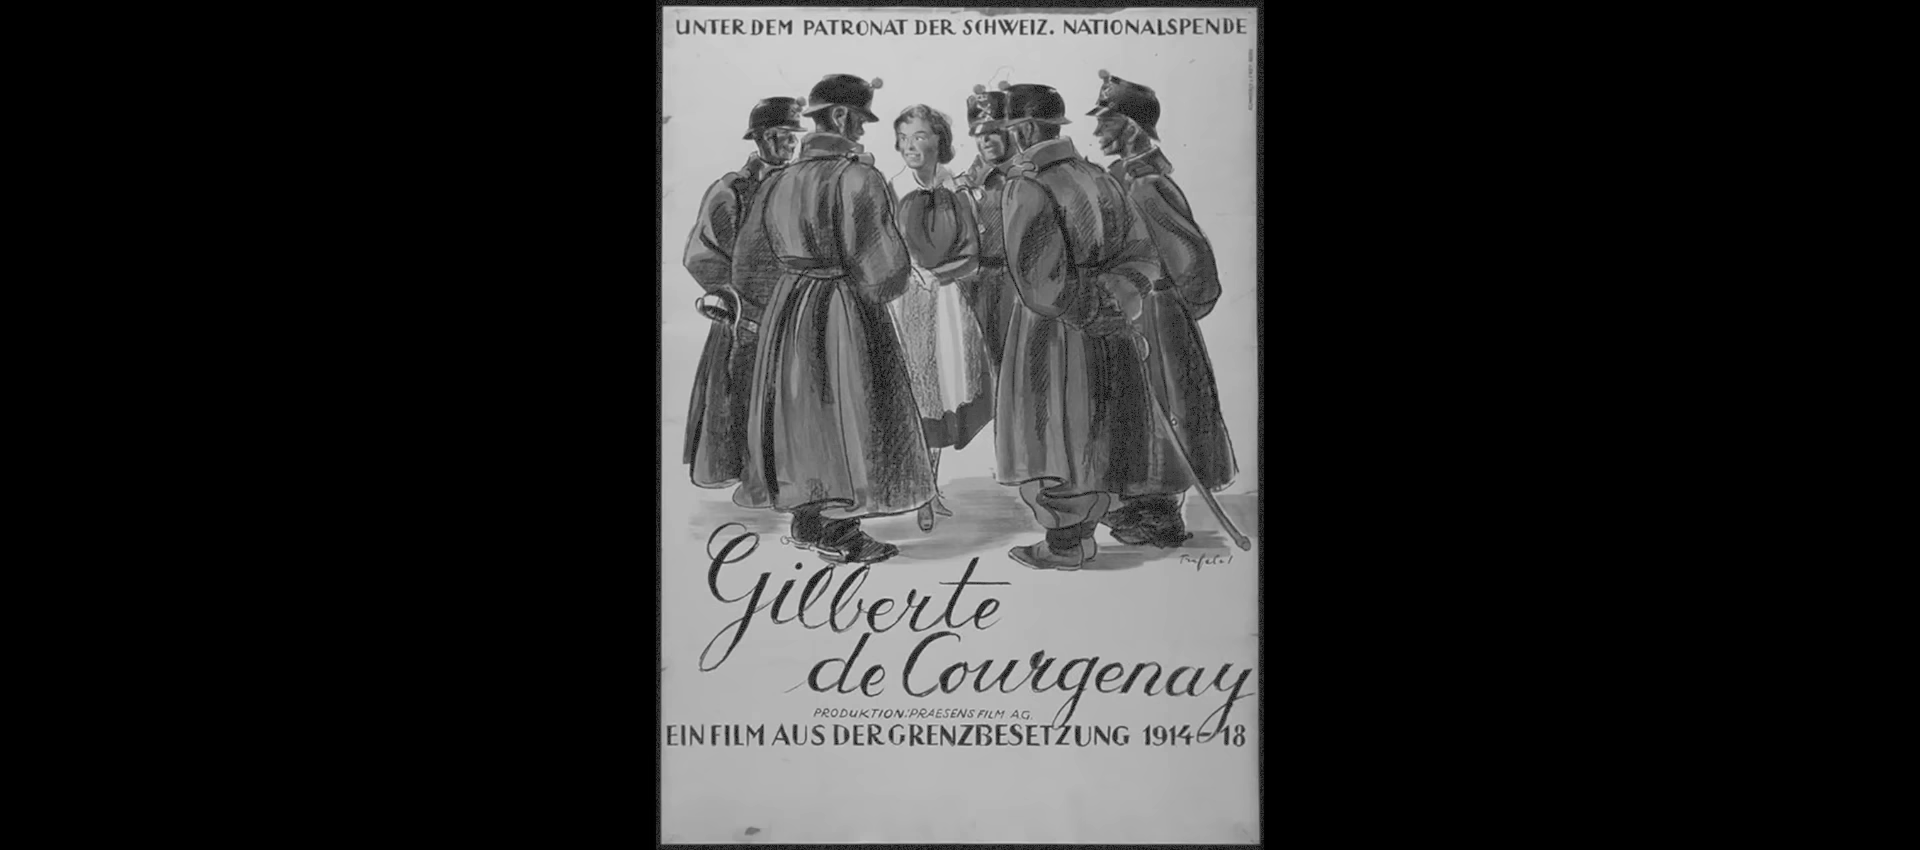 UNTER DEM PATRONAT DER SCHWEIZ. NATIONALSPENDE
Gilberte
de Courgenay
PRODUKTION: PRAESENS FILM A.G.
EIN FILM AUS DER GRENZBESETZUNG 1914-18